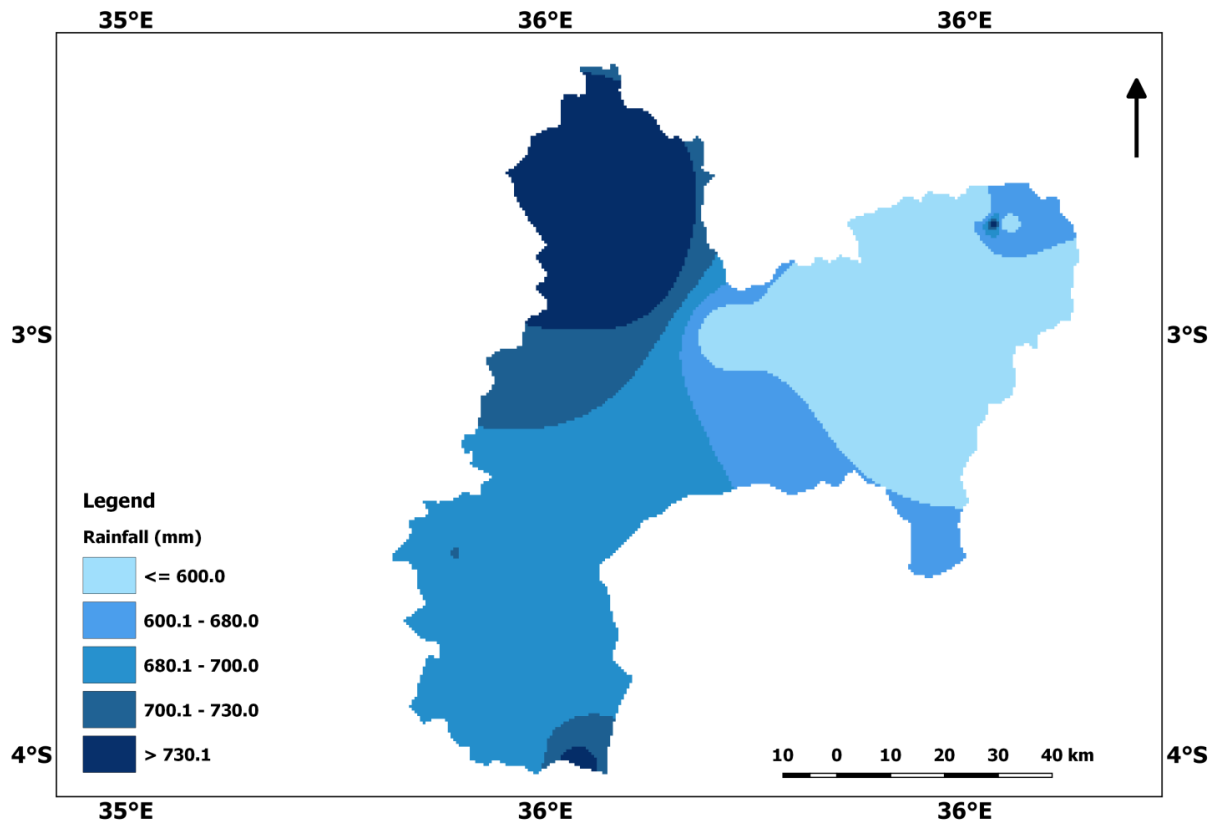 35°E 36°E 36°E
3°S 3°S
Legend
Rainfall (mm)
<= 600.0
600.1 - 680.0
680.1 - 700.0
700.1 - 730.0
> 730.1
10 0 10 20 30 40 km
4°S 4°S
35°E 36°E 36°E